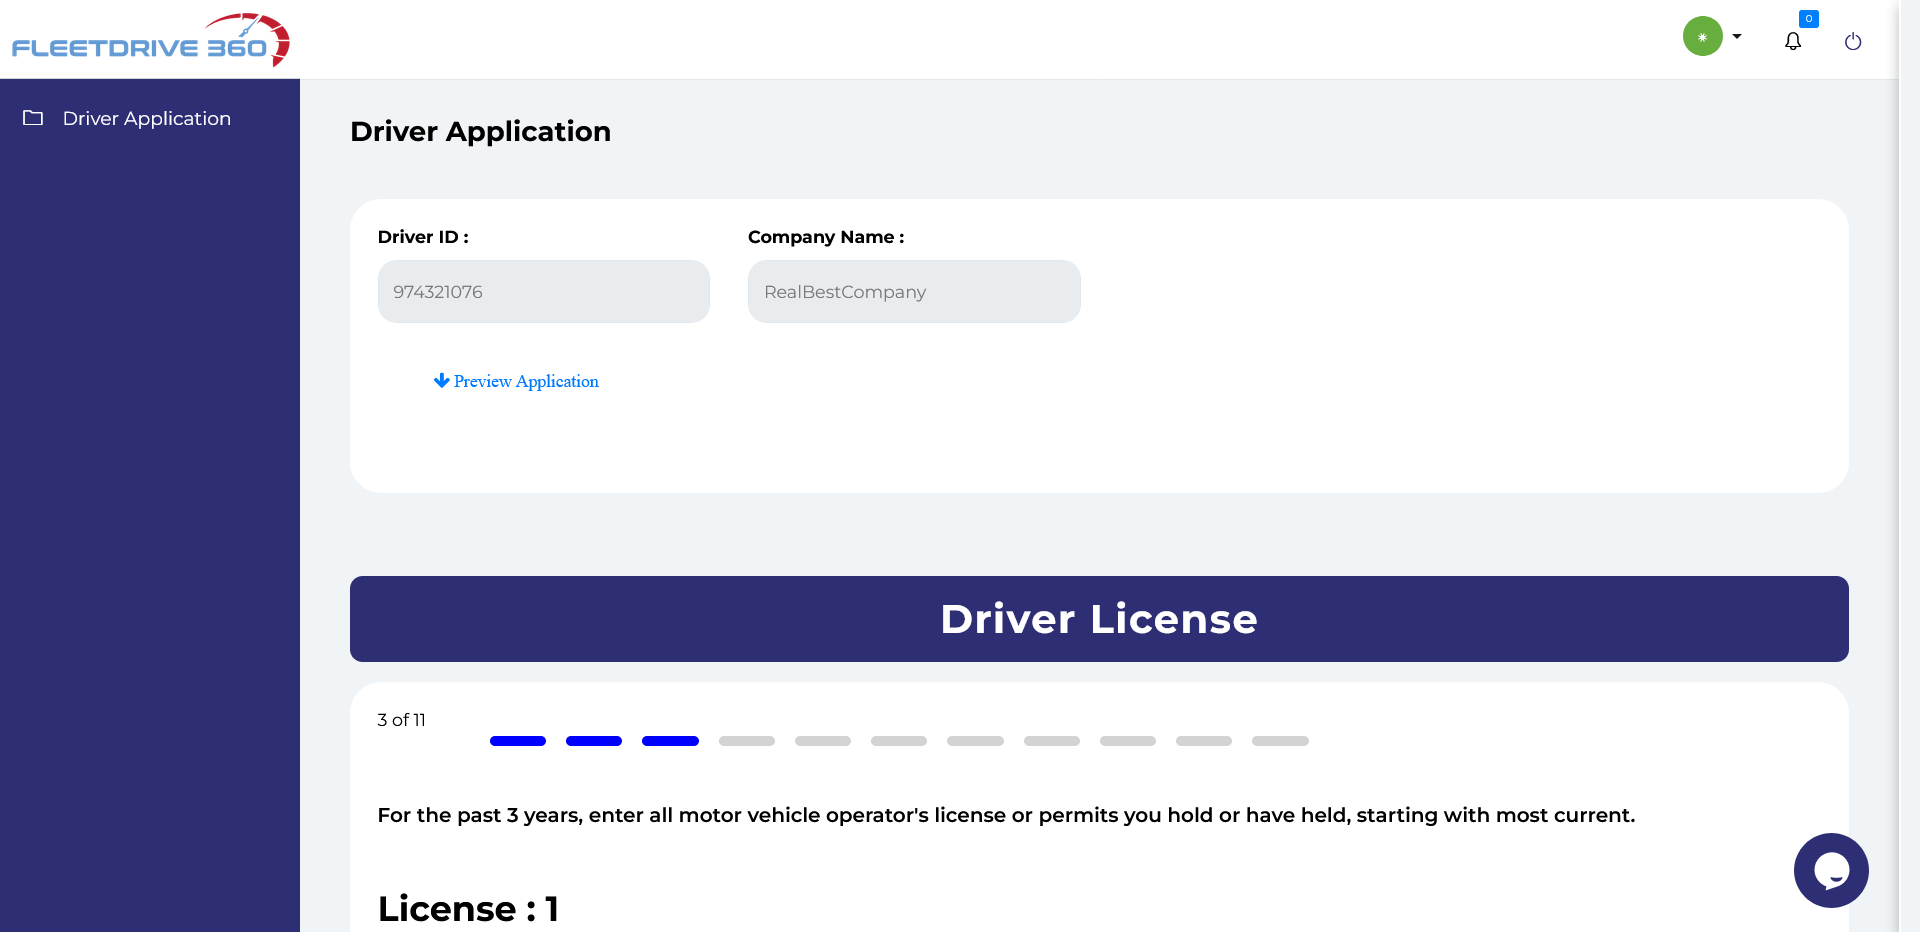 FLEETDRIVE 360
0
Driver Application
Driver Application
Driver ID :
Company Name :
974321076
RealBestCompany
Preview Application
Driver License
3 of 11
For the past 3 years, enter all motor vehicle operator's license or permits you hold or have held, starting with most current.
License : 1